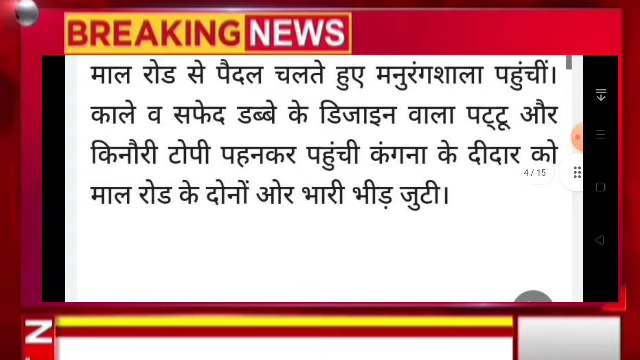 BREAKING NEWS
माल रोड से पैदल चलते हुए मनुरंगशाला पहुंचीं।
काले व सफेद डब्बे के डिजाइन वाला पट्टू और
किनौरी टोपी पहनकर पहुंची कंगना के दीदार को
4 / 15
माल रोड के दोनों ओर भारी भीड़ जुटी।